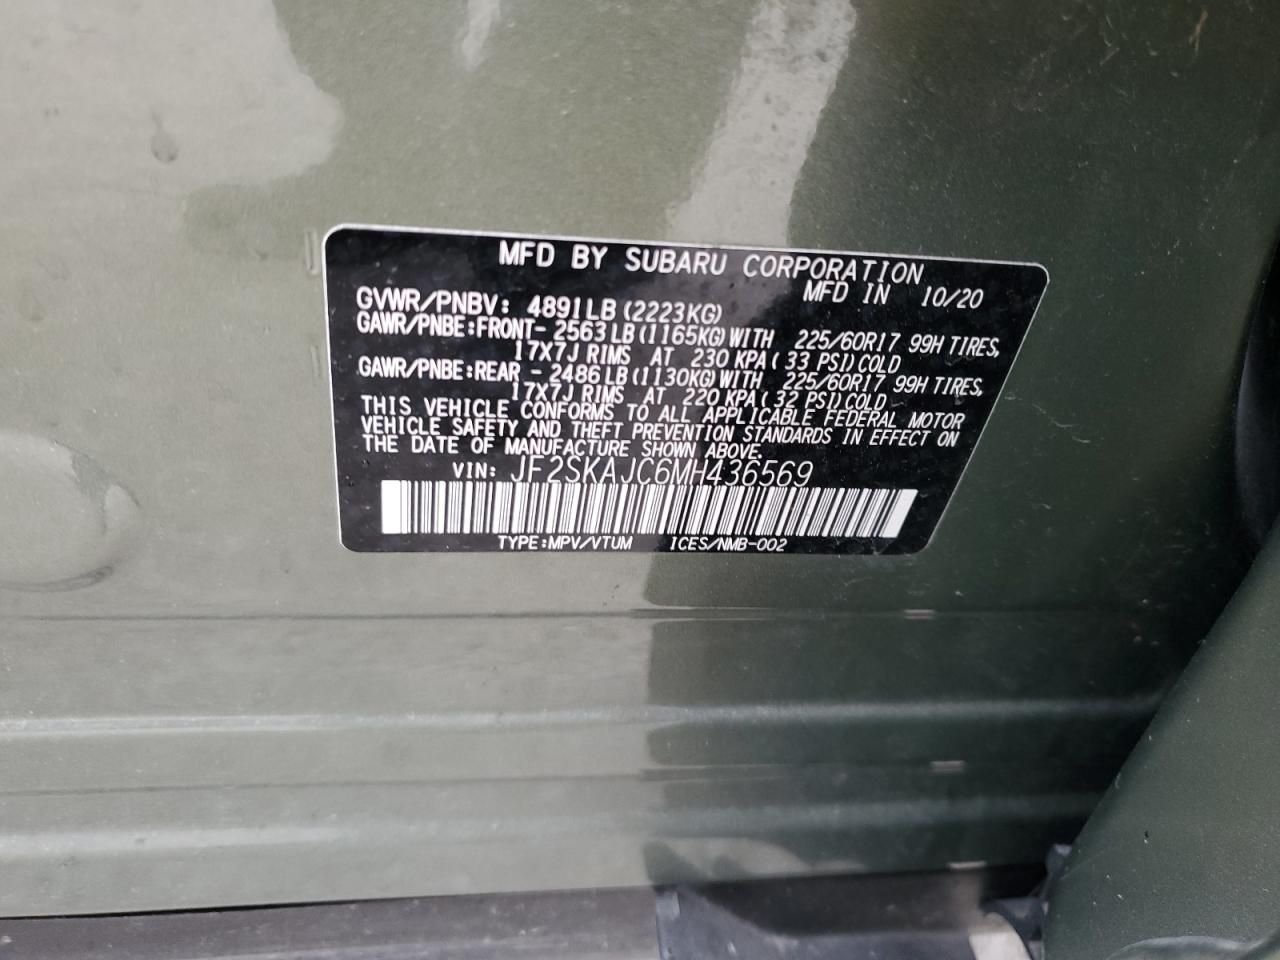 MFD BY SUBARU CORPORATION
MFD IN 10/20
GVWR/PNBV: 4891LB (2223KG)
GAWR/PNBE:FRONT- 2563LB (1165KG) WITH 225/60R17 99H TIRES,
17X7J RIMS AT 230 KPA ( 33 PSI) COLD
GAWR/PNBE:REAR - 2486LB (1130KG) WITH 225/60R17 99H TIRES,
17X7J RIMS AT 220 KPA ( 32 PSI) COLD
THIS VEHICLE CONFORMS TO ALL APPLICABLE FEDERAL MOTOR
VEHICLE SAFETY AND THEFT PREVENTION STANDARDS IN EFFECT ON
THE DATE OF MANUFACTURE SHOWN ABOVE.
VIN: JF2SKAJC6MH436569
TYPE:MPV/VTUM ICES/NMB-002